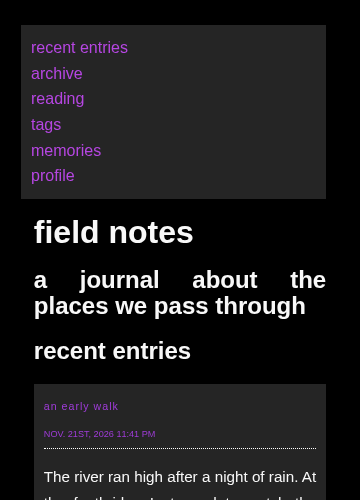 recent entries
archive
reading
tags
memories
profile
field notes
a journal about the
places we pass through
recent entries
an early walk
NOV. 21ST, 2026 11:41 PM
The river ran high after a night of rain. At